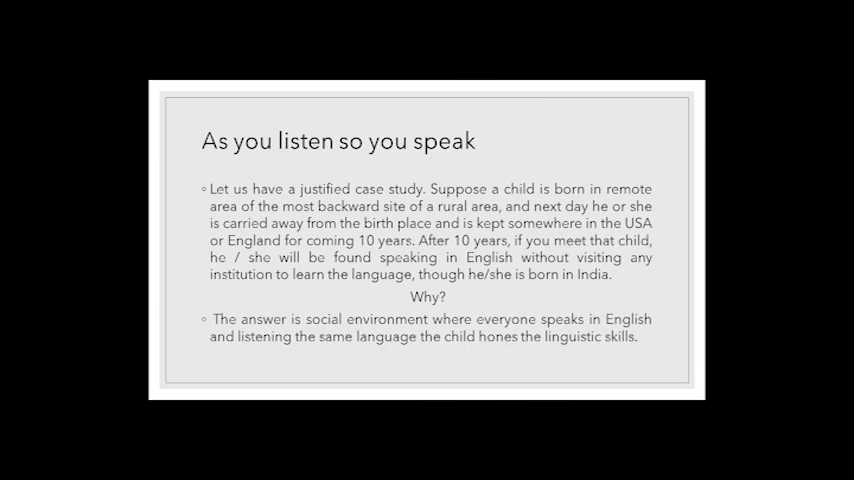 As you listen so you speak
◦ Let us have a justified case study. Suppose a child is born in remote
area of the most backward site of a rural area, and next day he or she
is carried away from the birth place and is kept somewhere in the USA
or England for coming 10 years. After 10 years, if you meet that child,
he / she will be found speaking in English without visiting any
institution to learn the language, though he/she is born in India.
Why?
◦ The answer is social environment where everyone speaks in English
and listening the same language the child hones the linguistic skills.